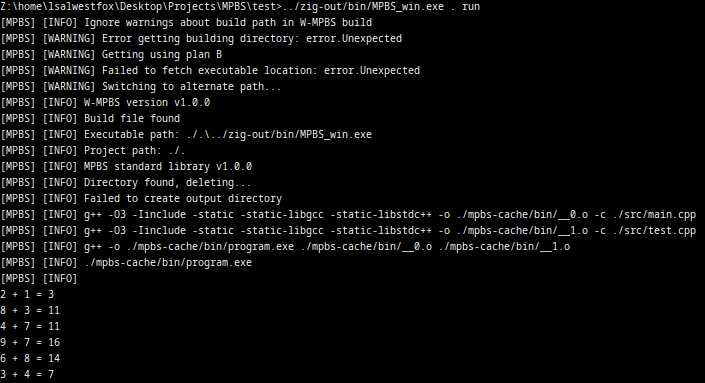 Z:\home\lsalwestfox\Desktop\Projects\MPBS\test>../zig-out/bin/MPBS_win.exe . run
[MPBS] [INFO] Ignore warnings about build path in W-MPBS build
[MPBS] [WARNING] Error getting building directory: error.Unexpected
[MPBS] [WARNING] Getting using plan B
[MPBS] [WARNING] Failed to fetch executable location: error.Unexpected
[MPBS] [WARNING] Switching to alternate path...
[MPBS] [INFO] W-MPBS version v1.0.0
[MPBS] [INFO] Build file found
[MPBS] [INFO] Executable path: ./.\../zig-out/bin/MPBS_win.exe
[MPBS] [INFO] Project path: ./.
[MPBS] [INFO] MPBS standard library v1.0.0
[MPBS] [INFO] Directory found, deleting...
[MPBS] [INFO] Failed to create output directory
[MPBS] [INFO] g++ -O3 -Iinclude -static -static-libgcc -static-libstdc++ -o ./mpbs-cache/bin/__0.o -c ./src/main.cpp
[MPBS] [INFO] g++ -O3 -Iinclude -static -static-libgcc -static-libstdc++ -o ./mpbs-cache/bin/__1.o -c ./src/test.cpp
[MPBS] [INFO] g++ -o ./mpbs-cache/bin/program.exe ./mpbs-cache/bin/__0.o ./mpbs-cache/bin/__1.o
[MPBS] [INFO] ./mpbs-cache/bin/program.exe
[MPBS] [INFO]
2 + 1 = 3
8 + 3 = 11
4 + 7 = 11
9 + 7 = 16
6 + 8 = 14
3 + 4 = 7